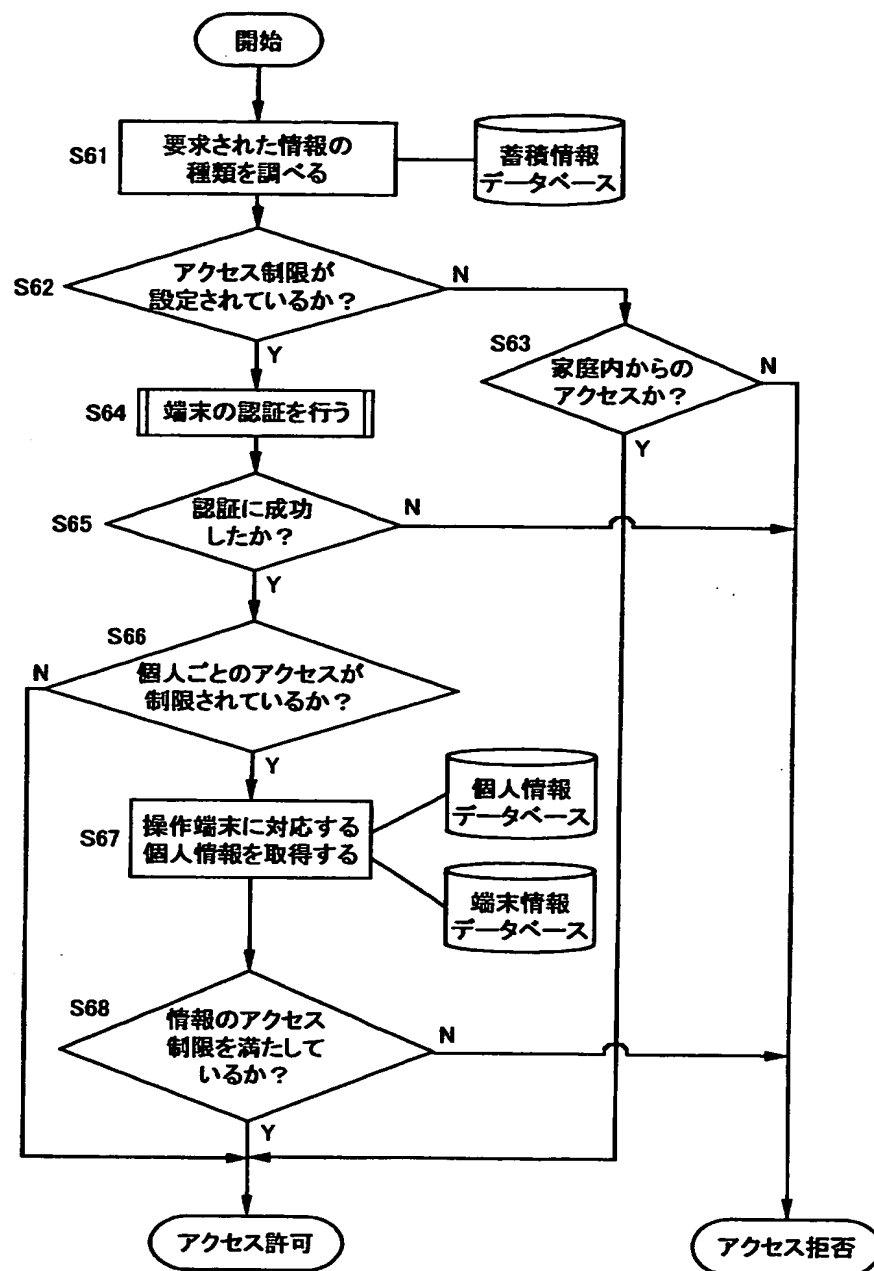 開始
S61
要求された情報の
種類を調べる
蓄積情報
データベース
S62
アクセス制限が
設定されているか？
N
Y
S63
家庭内からの
アクセスか？
N
Y
S64
端末の認証を行う
S65
認証に成功
したか？
N
Y
S66
個人ごとのアクセスが
制限されているか？
N
Y
S67
操作端末に対応する
個人情報を取得する
個人情報
データベース
端末情報
データベース
S68
情報のアクセス
制限を満たして
いるか？
N
Y
アクセス許可
アクセス拒否